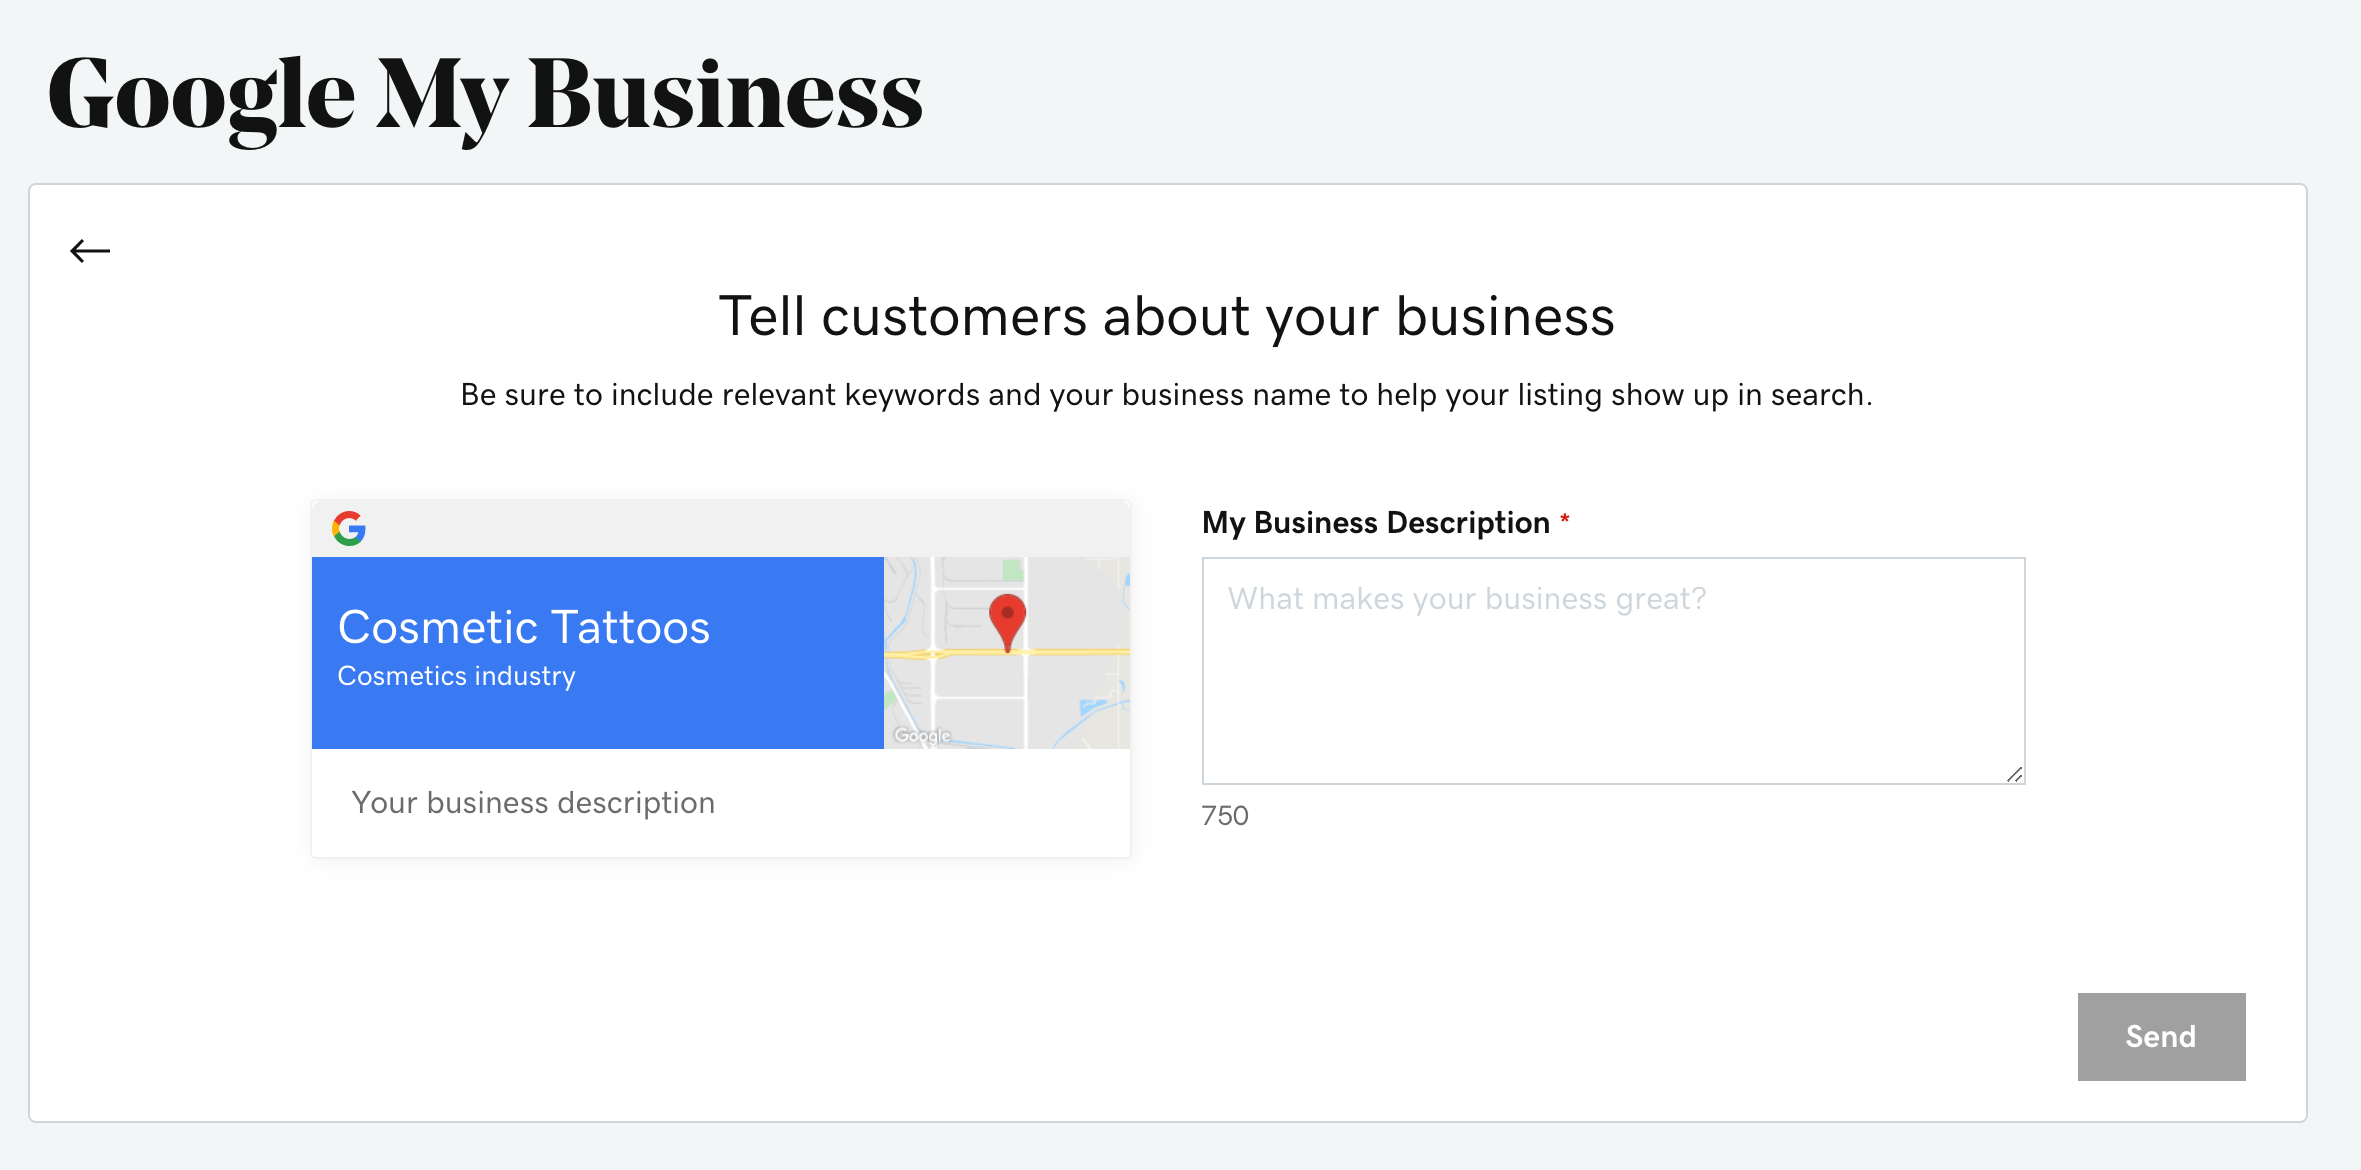 Google My Business
Tell customers about your business
Be sure to include relevant keywords and your business name to help your listing show up in search.
G
Cosmetic Tattoos
Cosmetics industry
Google
Your business description
My Business Description *
What makes your business great?
750
Send